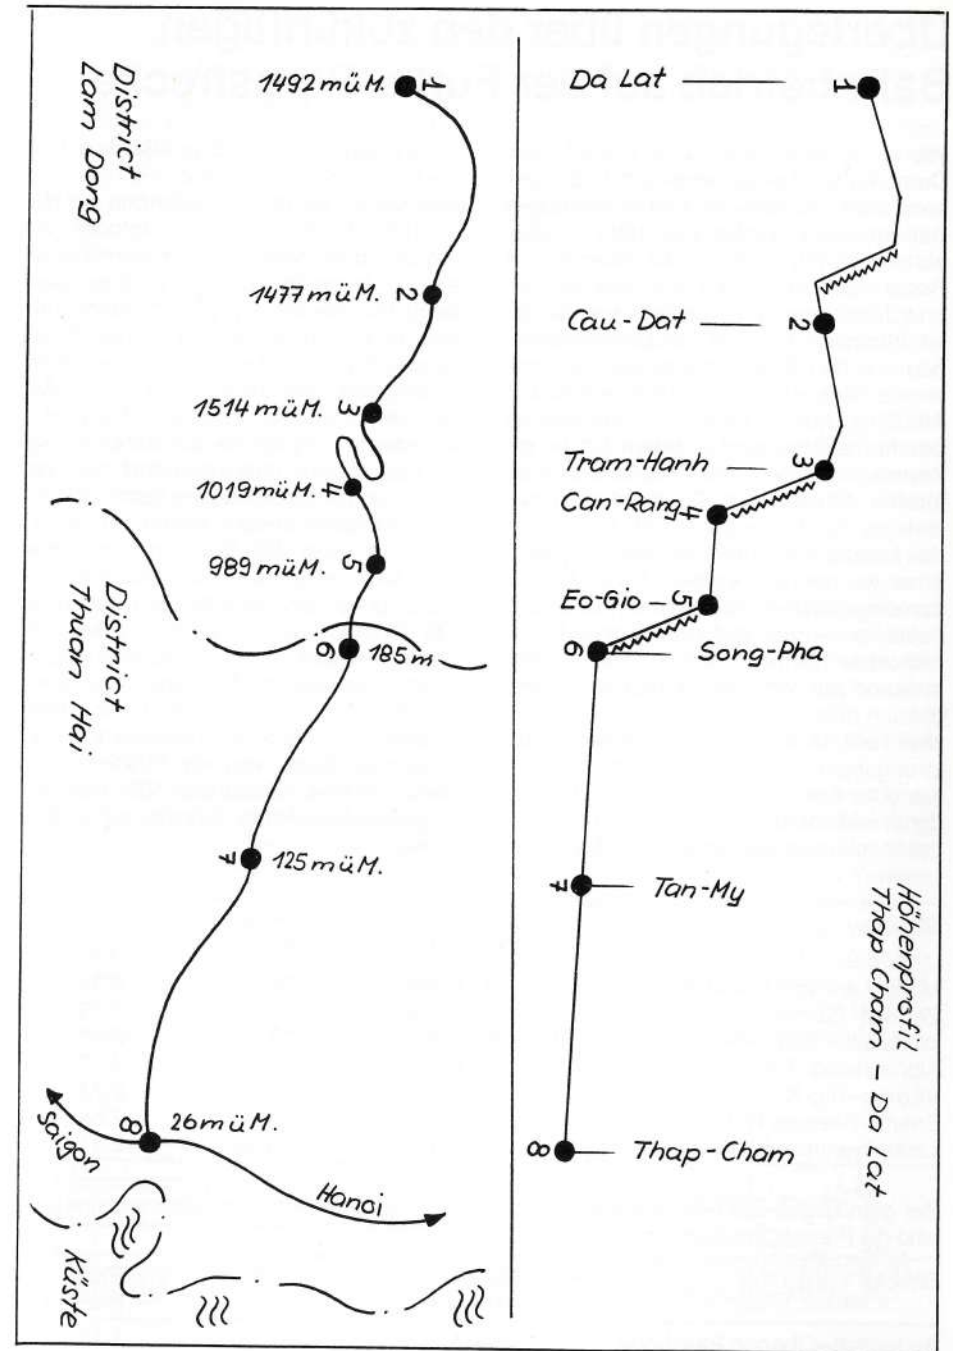 District
Lam Dong
1492 müM. 1
1477 müM. 2
1514 müM. 3
1019 müM. 4
989 müM. 5
District
Thuan Hai
6 185 m
7 125 müM.
8 26 müM.
Saigon
Hanoi
Küste
Da Lat 1
Cau-Dat 2
Tram-Hanh 3
Can-Rang 4
Eo-Gio 5
6 Song-Pha
7 Tan-My
8 Thap-Cham
Höhenprofil
Thap Cham - Da Lat